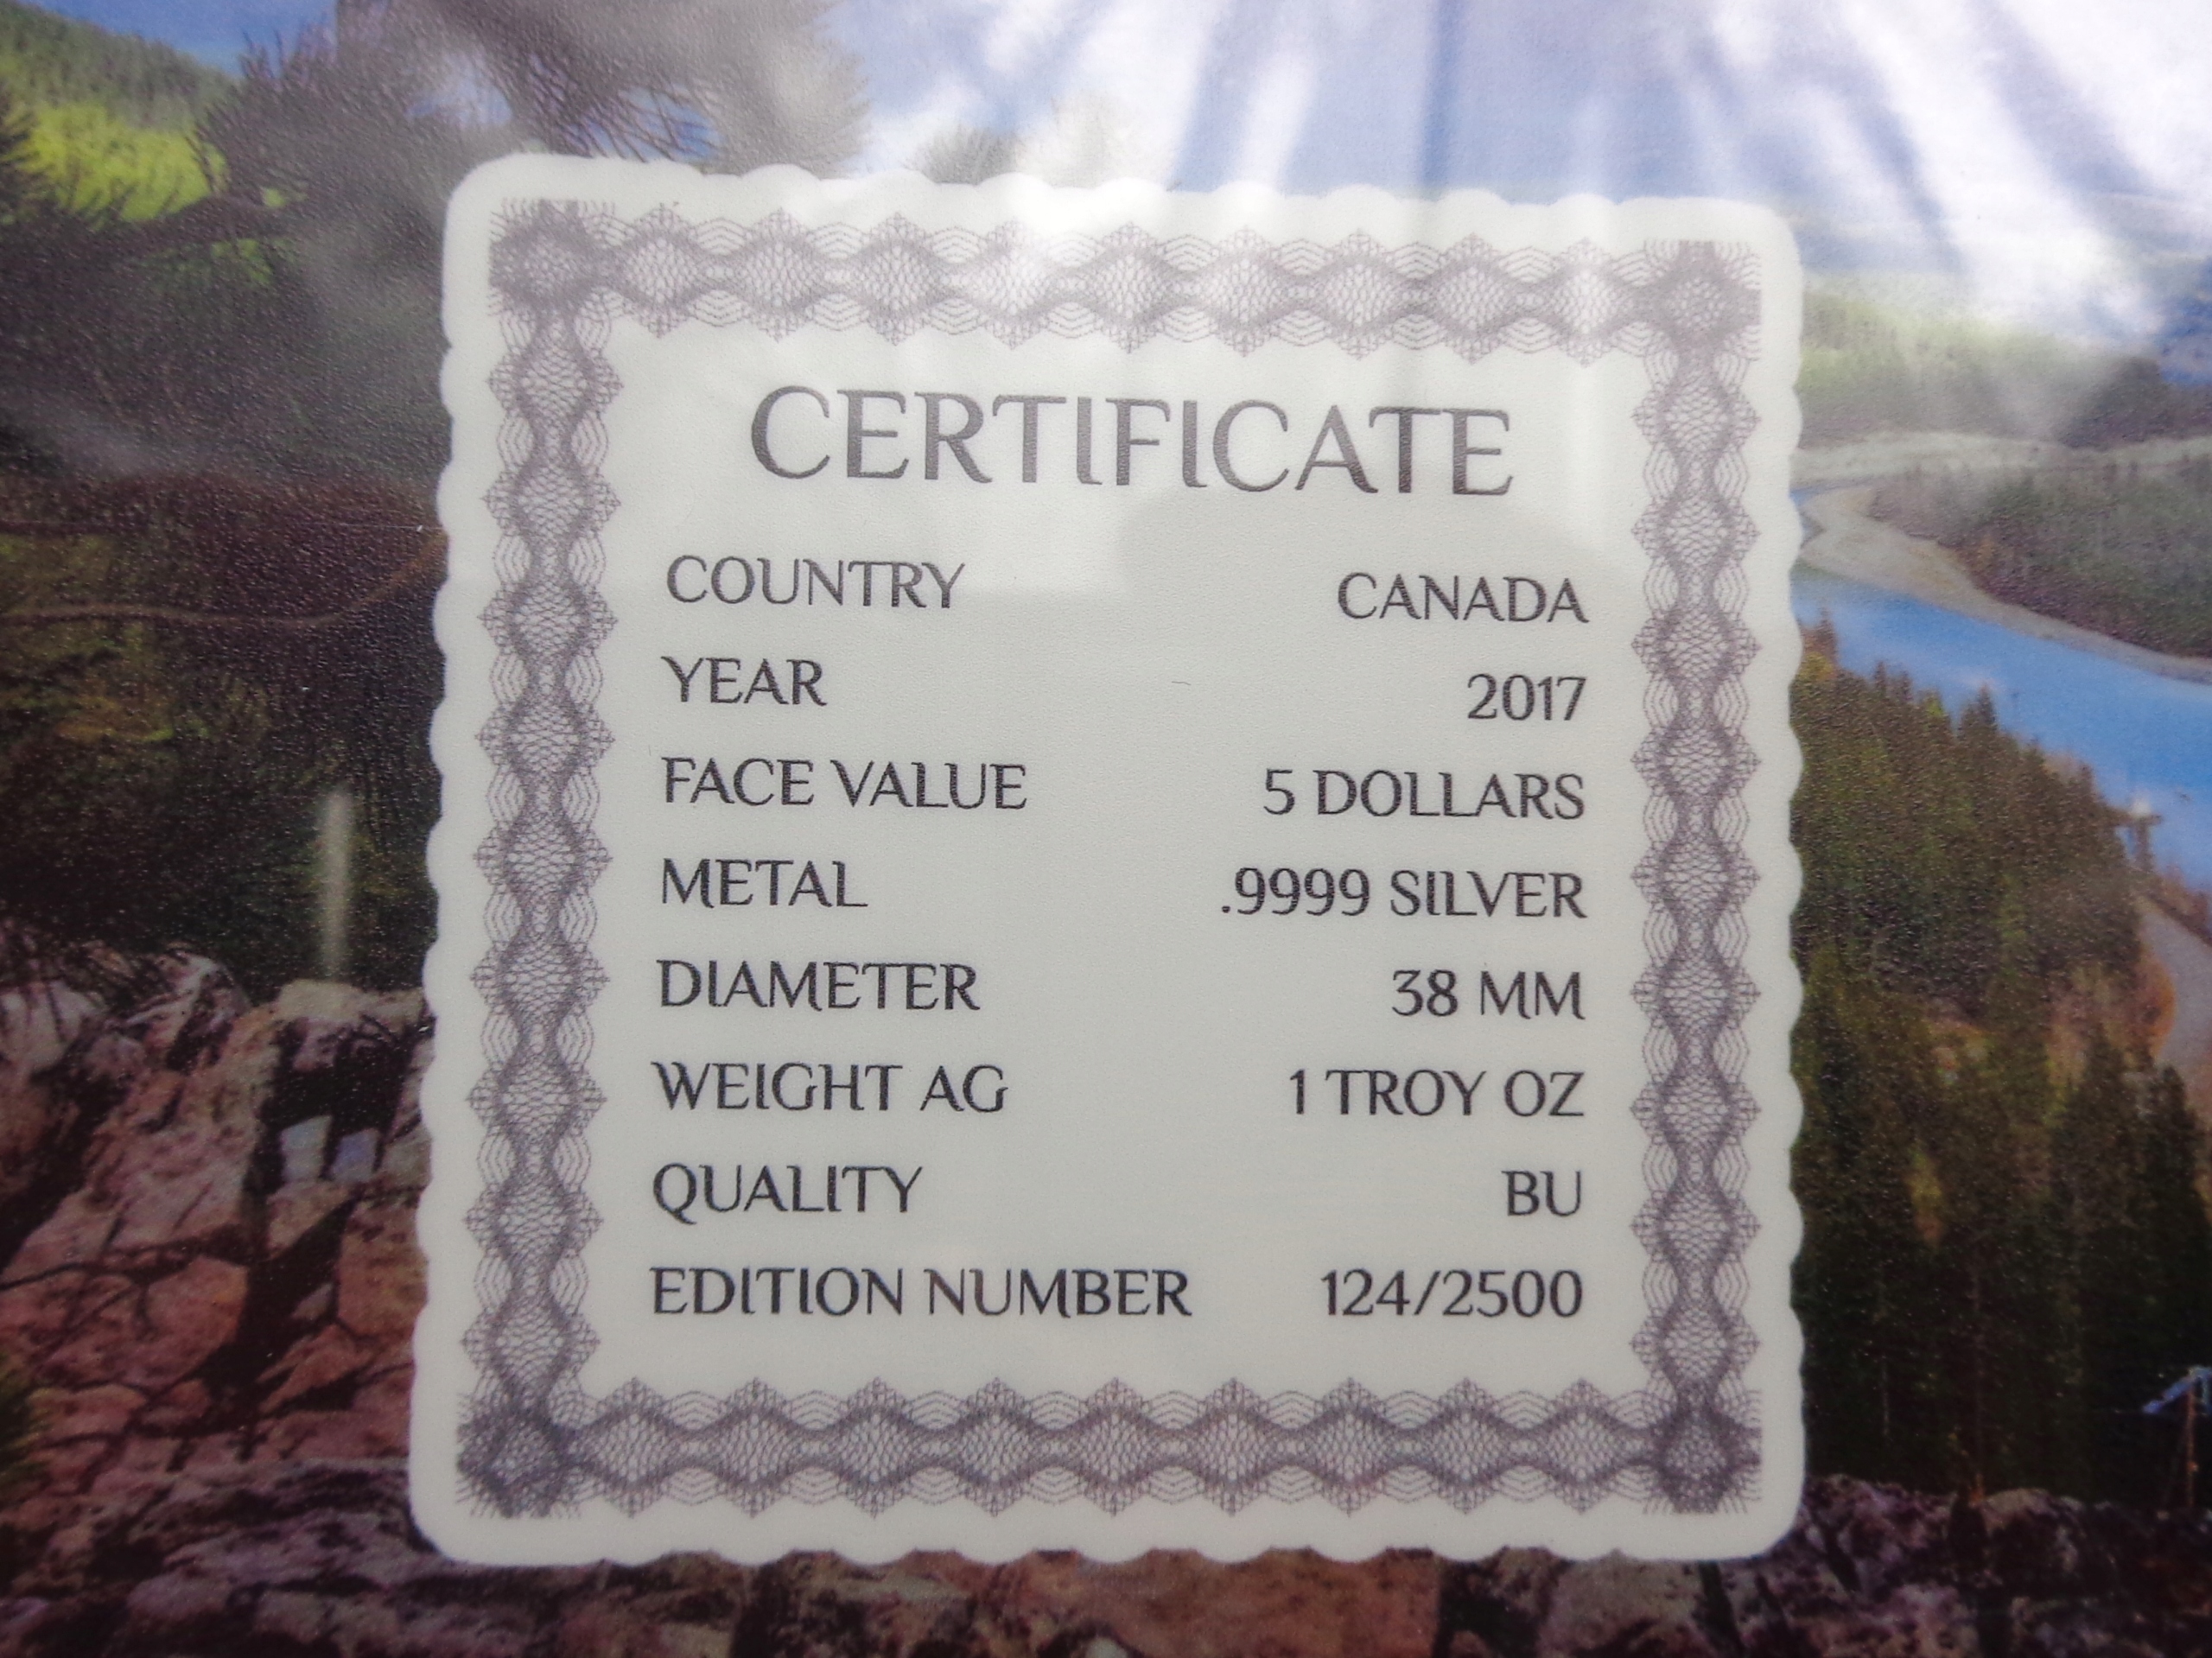 CERTIFICATE
COUNTRY CANADA
YEAR 2017
FACE VALUE 5 DOLLARS
METAL .9999 SILVER
DIAMETER 38 MM
WEIGHT AG 1 TROY OZ
QUALITY BU
EDITION NUMBER 124/2500